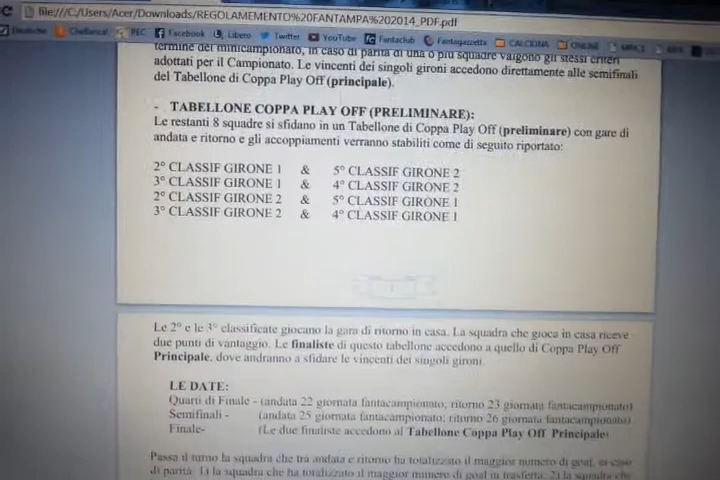 file:///C:/Users/Acer/Downloads/REGOLAMEMENTO%20FANTAMPA%202014_PDF.pdf
Deutsche Chebanca! PEC Facebook Libero Twitter YouTube Fantaclub Fantagazzetta CALCIONA ONLINE
termine del minicampionato, in caso di parità di una o più squadre valgono gli stessi criteri
adottati per il Campionato. Le vincenti dei singoli gironi accedono direttamente alle semifinali
del Tabellone di Coppa Play Off (principale).
- TABELLONE COPPA PLAY OFF (PRELIMINARE):
Le restanti 8 squadre si sfidano in un Tabellone di Coppa Play Off (preliminare) con gare di
andata e ritorno e gli accoppiamenti verranno stabiliti come di seguito riportato:
2° CLASSIF GIRONE 1 & 5° CLASSIF GIRONE 2
3° CLASSIF GIRONE 1 & 4° CLASSIF GIRONE 2
2° CLASSIF GIRONE 2 & 5° CLASSIF GIRONE 1
3° CLASSIF GIRONE 2 & 4° CLASSIF GIRONE 1
Le 2° e le 3° classificate giocano la gara di ritorno in casa. La squadra che gioca in casa riceve
due punti di vantaggio. Le finaliste di questo tabellone accedono a quello di Coppa Play Off
Principale, dove andranno a sfidare le vincenti dei singoli gironi.
LE DATE:
Quarti di Finale - (andata 22 giornata fantacampionato; ritorno 23 giornata fantacampionato)
Semifinali - (andata 25 giornata fantacampionato; ritorno 26 giornata fantacampionato)
Finale- (Le due finaliste accedono al Tabellone Coppa Play Off Principale)
Passa il turno la squadra che tra andata e ritorno ha totalizzato il maggior numero di goal, in caso
di parità: 1) la squadra che ha totalizzato il maggior numero di goal in trasferta; 2) la squadra che